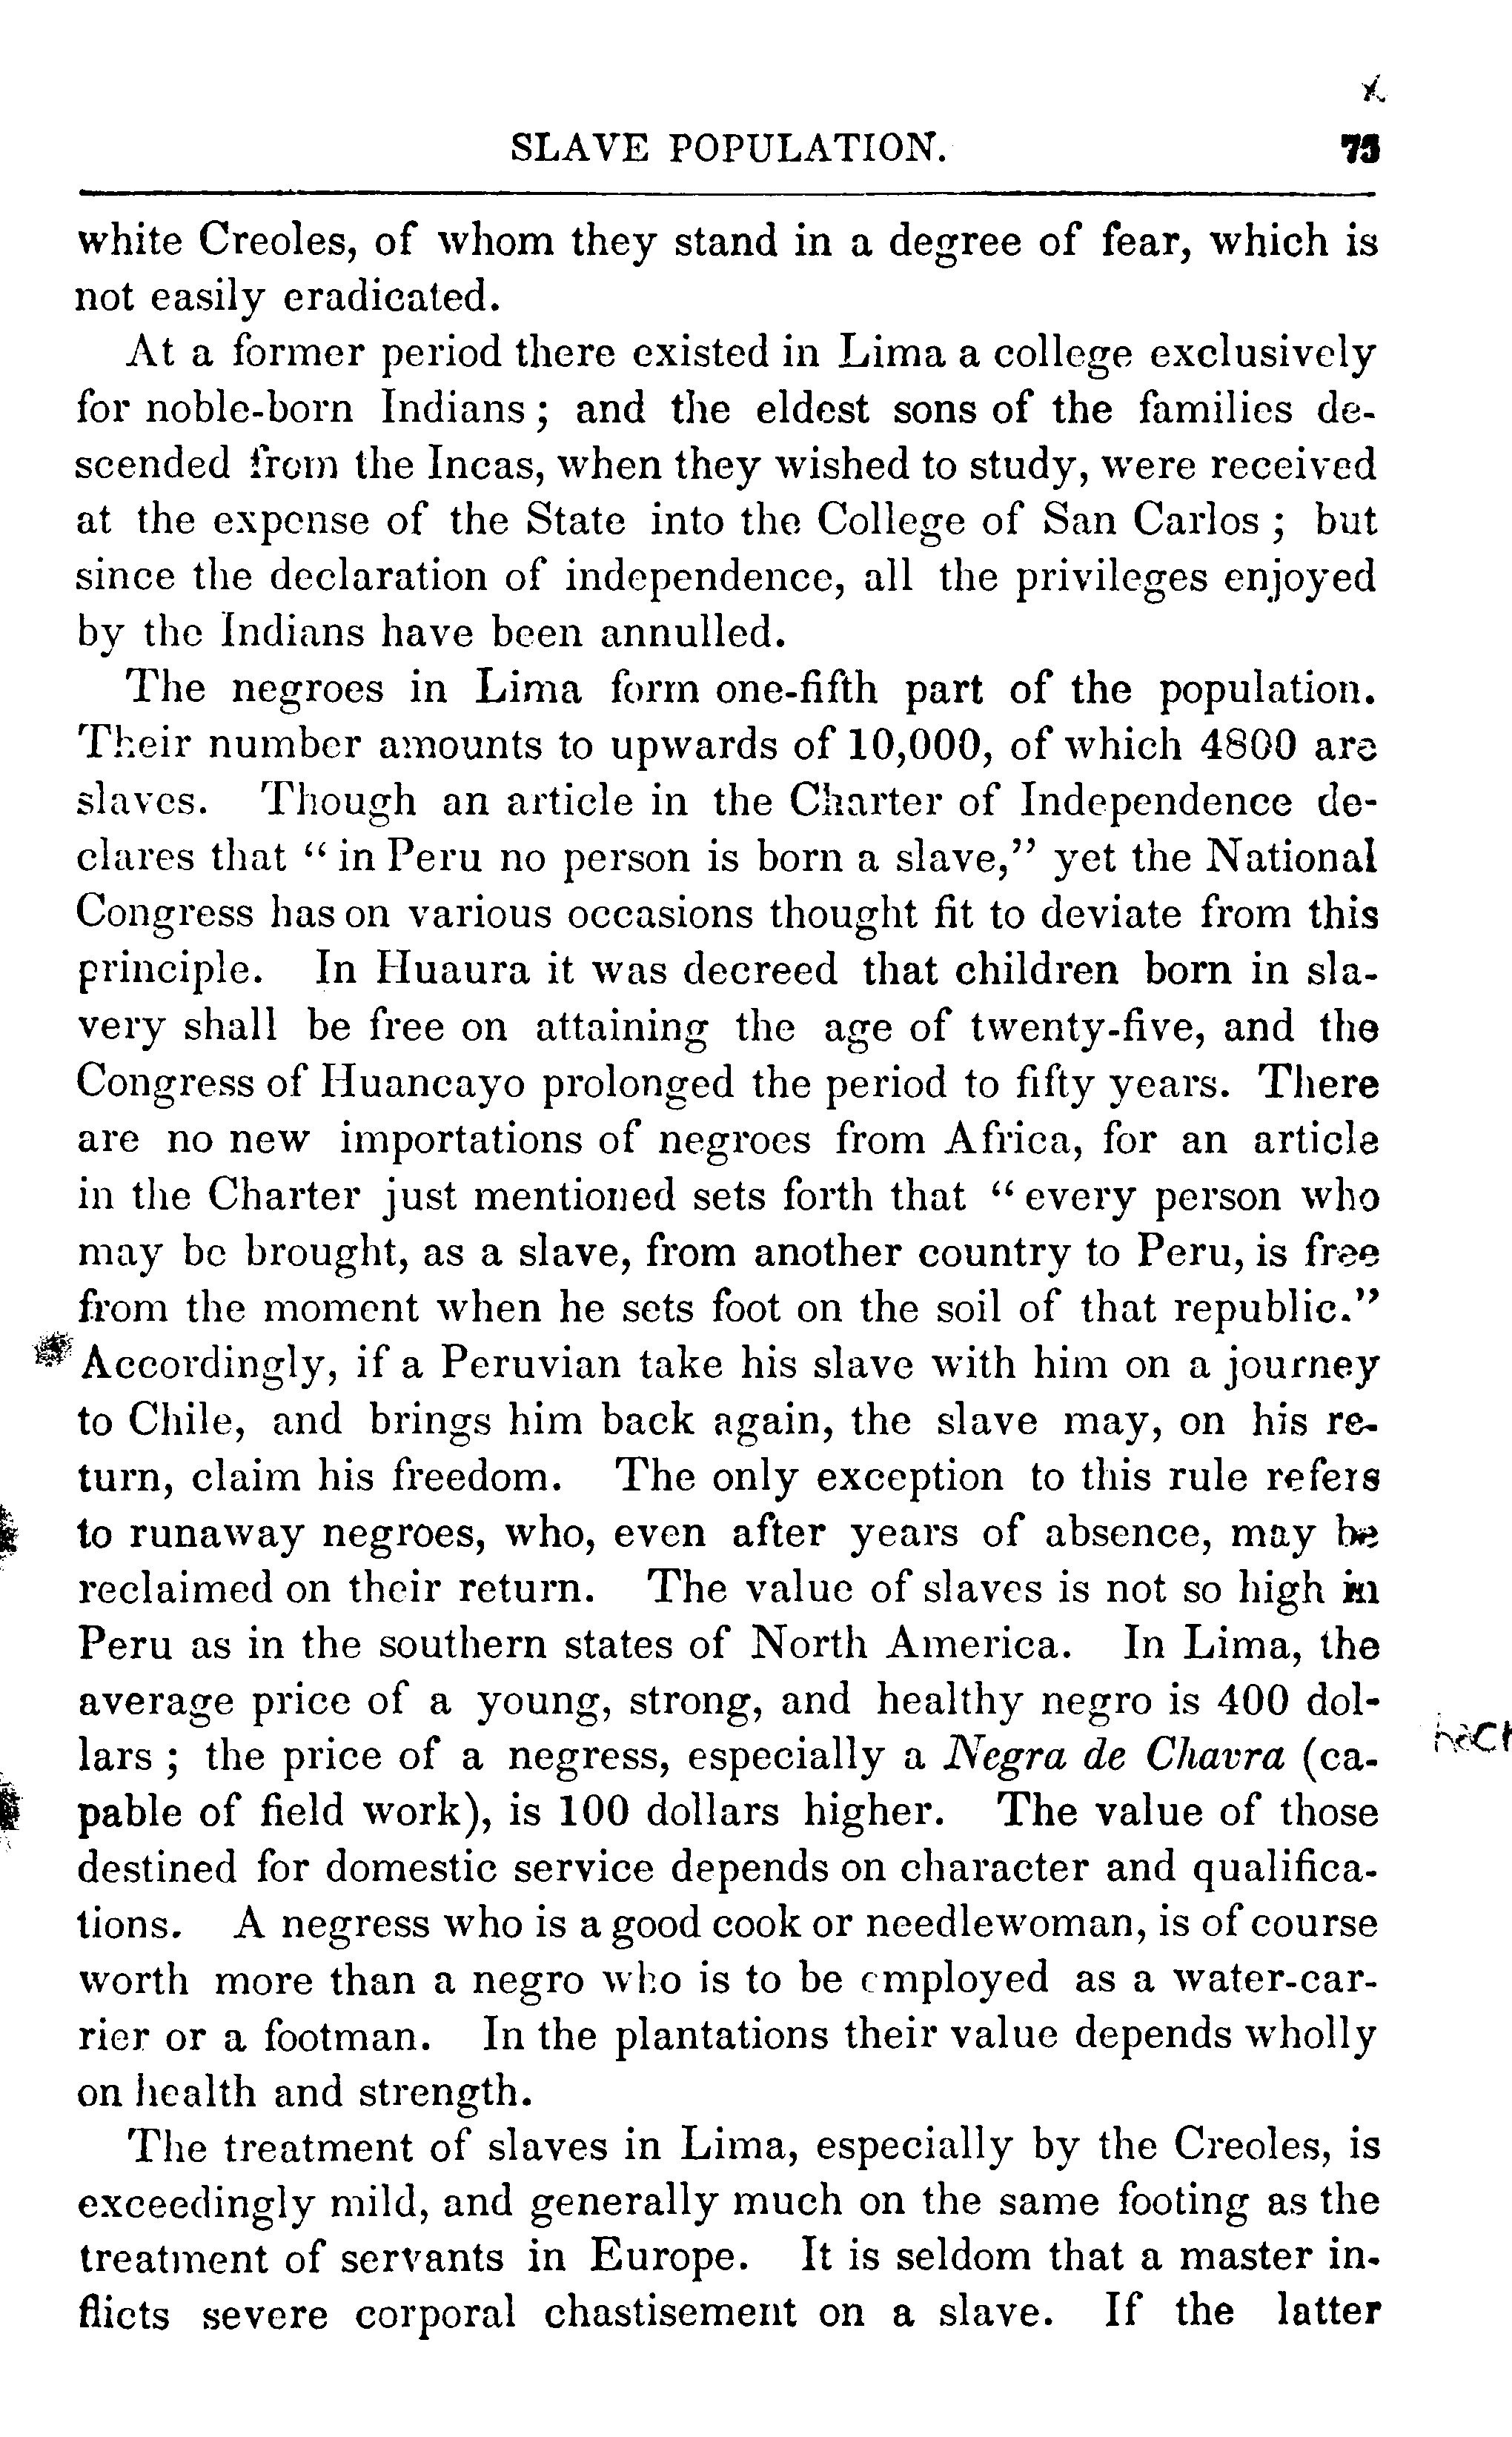 SLAVE POPULATION. 73
white Creoles, of whom they stand in a degree of fear, which is
not easily eradicated.
At a former period there existed in Lima a college exclusively
for noble-born Indians ; and the eldest sons of the families de-
scended from the Incas, when they wished to study, were received
at the expense of the State into the College of San Carlos ; but
since the declaration of independence, all the privileges enjoyed
by the Indians have been annulled.
The negroes in Lima form one-fifth part of the population.
Their number amounts to upwards of 10,000, of which 4800 are
slaves. Though an article in the Charter of Independence de-
clares that “ in Peru no person is born a slave,” yet the National
Congress has on various occasions thought fit to deviate from this
principle. In Huaura it was decreed that children born in sla-
very shall be free on attaining the age of twenty-five, and the
Congress of Huancayo prolonged the period to fifty years. There
are no new importations of negroes from Africa, for an article
in the Charter just mentioned sets forth that “ every person who
may be brought, as a slave, from another country to Peru, is free
from the moment when he sets foot on the soil of that republic.”
Accordingly, if a Peruvian take his slave with him on a journey
to Chile, and brings him back again, the slave may, on his re-
turn, claim his freedom. The only exception to this rule refers
to runaway negroes, who, even after years of absence, may be
reclaimed on their return. The value of slaves is not so high in
Peru as in the southern states of North America. In Lima, the
average price of a young, strong, and healthy negro is 400 dol-
lars ; the price of a negress, especially a Negra de Chavra (ca-
pable of field work), is 100 dollars higher. The value of those
destined for domestic service depends on character and qualifica-
tions. A negress who is a good cook or needlewoman, is of course
worth more than a negro who is to be employed as a water-car-
rier or a footman. In the plantations their value depends wholly
on health and strength.
The treatment of slaves in Lima, especially by the Creoles, is
exceedingly mild, and generally much on the same footing as the
treatment of servants in Europe. It is seldom that a master in-
flicts severe corporal chastisement on a slave. If the latter